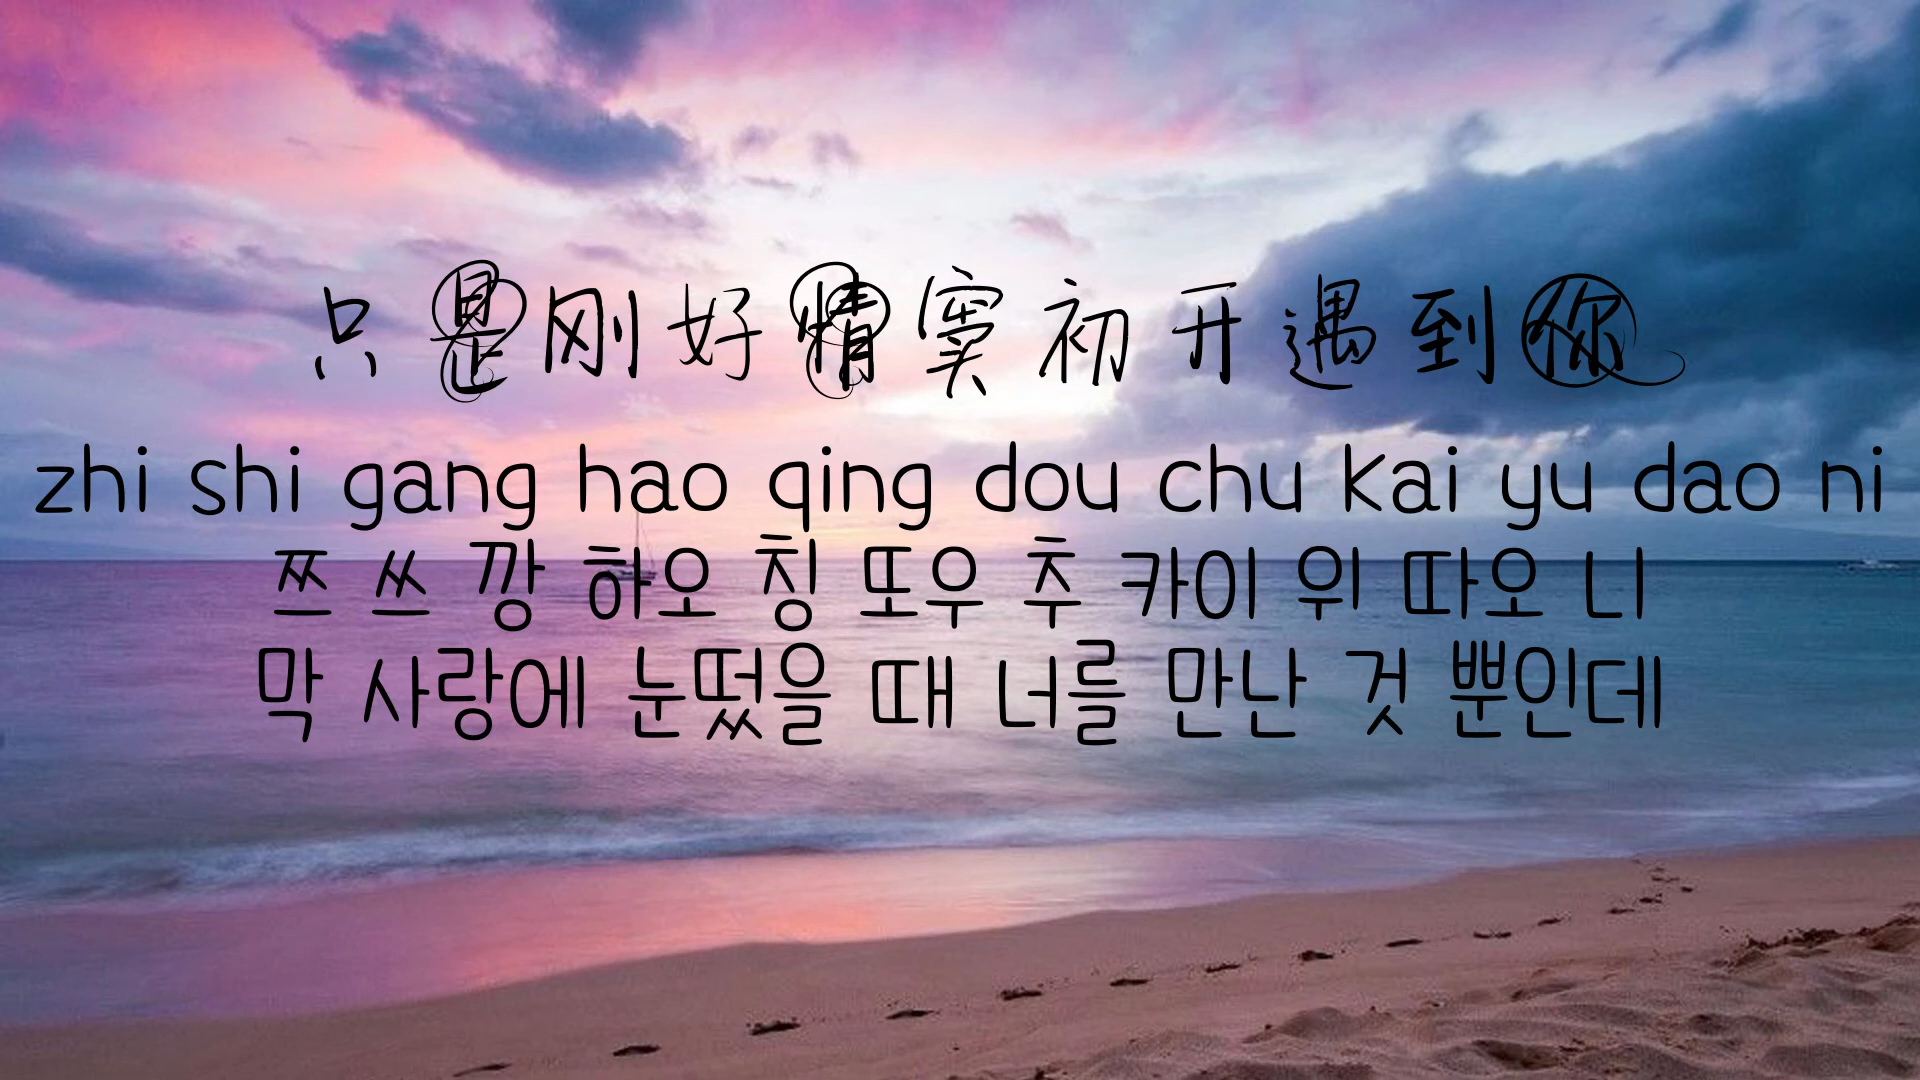 只是刚好情窦初开遇到你
zhi shi gang hao qing dou chu kai yu dao ni
쯔 쓰 깡 하오 칭 또우 추 카이 위 따오 니
막 사랑에 눈떴을 때 너를 만난 것 뿐인데